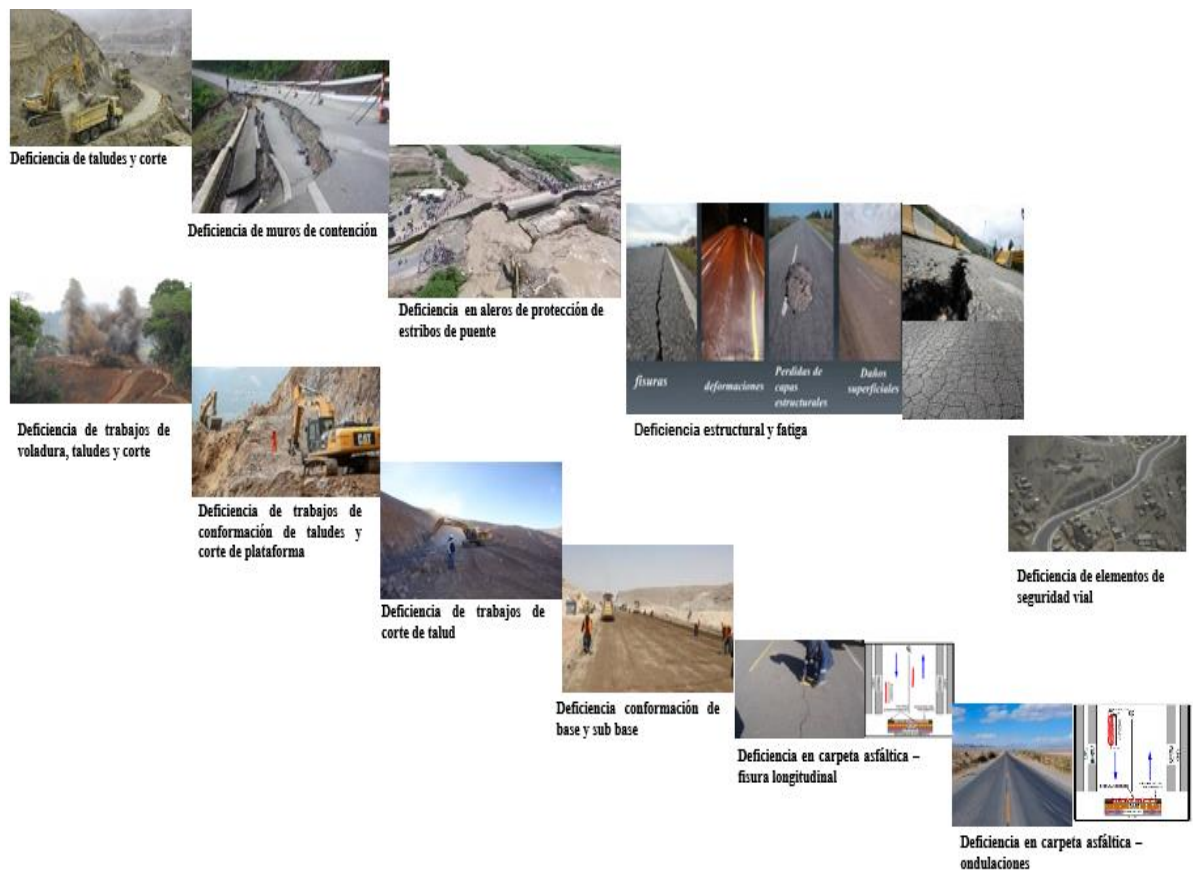 Deficiencia de taludes y corte
Deficiencia de muros de contención
Deficiencia en aleros de protección de
estribos de puente
fisuras
deformaciones
Perdidas de
capas
estructurales
Daños
superficiales
Deficiencia estructural y fatiga
Deficiencia de trabajos de
voladura, taludes y corte
CAT
Deficiencia de trabajos de
conformación de taludes y
corte de plataforma
Deficiencia de trabajos de
corte de talud
Deficiencia conformación de
base y sub base
Deficiencia en carpeta asfáltica –
fisura longitudinal
Deficiencia de elementos de
seguridad vial
Deficiencia en carpeta asfáltica –
ondulaciones